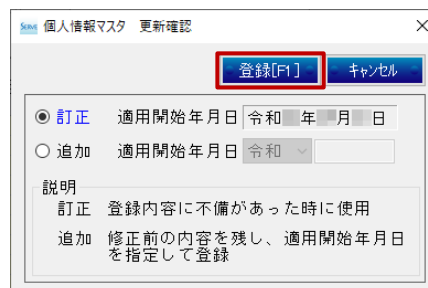 Serve 個人情報マスタ 更新確認
登録[F1] キャンセル
訂正 適用開始年月日 令和 年 月 日
追加 適用開始年月日 令和
説明
訂正 登録内容に不備があった時に使用
追加 修正前の内容を残し、適用開始年月日
を指定して登録